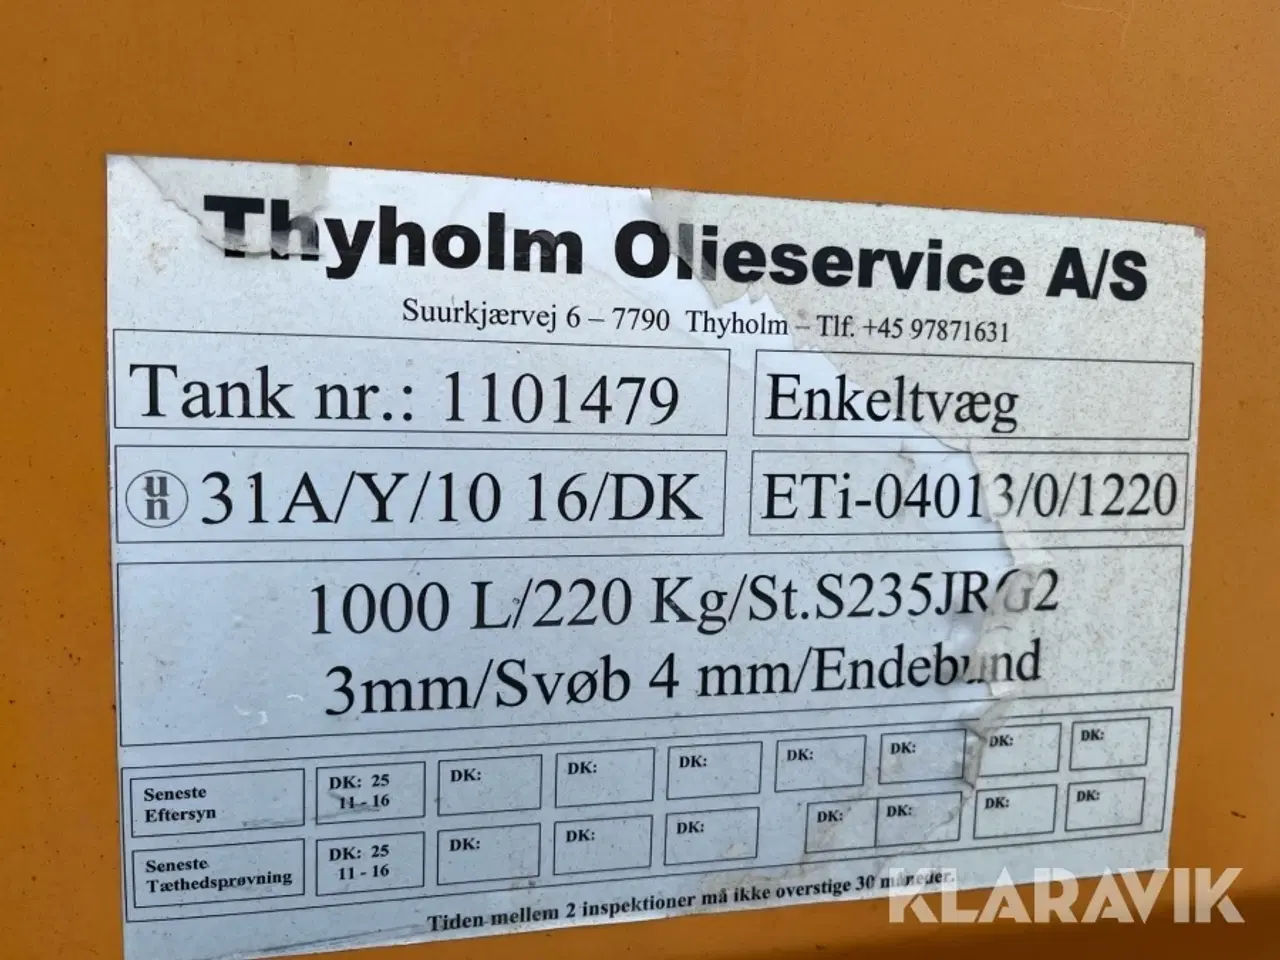 Thyholm Olieservice A/S
Suurkjærvej 6 – 7790 Thyholm – Tlf. +45 97871631
Tank nr.: 1101479
Enkeltvæg
un 31A/Y/10 16/DK
ETi-04013/0/1220
1000 L/220 Kg/St.S235JRG2
3mm/Svøb 4 mm/Endebund
Seneste
Eftersyn
DK: 25
11 - 16
DK:
DK:
DK:
DK:
DK:
DK:
DK:
Seneste
Tæthedsprøvning
DK: 25
11 - 16
DK:
DK:
DK:
DK:
DK:
DK:
DK:
Tiden mellem 2 inspektioner må ikke overstige 30 måneder.
KLARAVIK